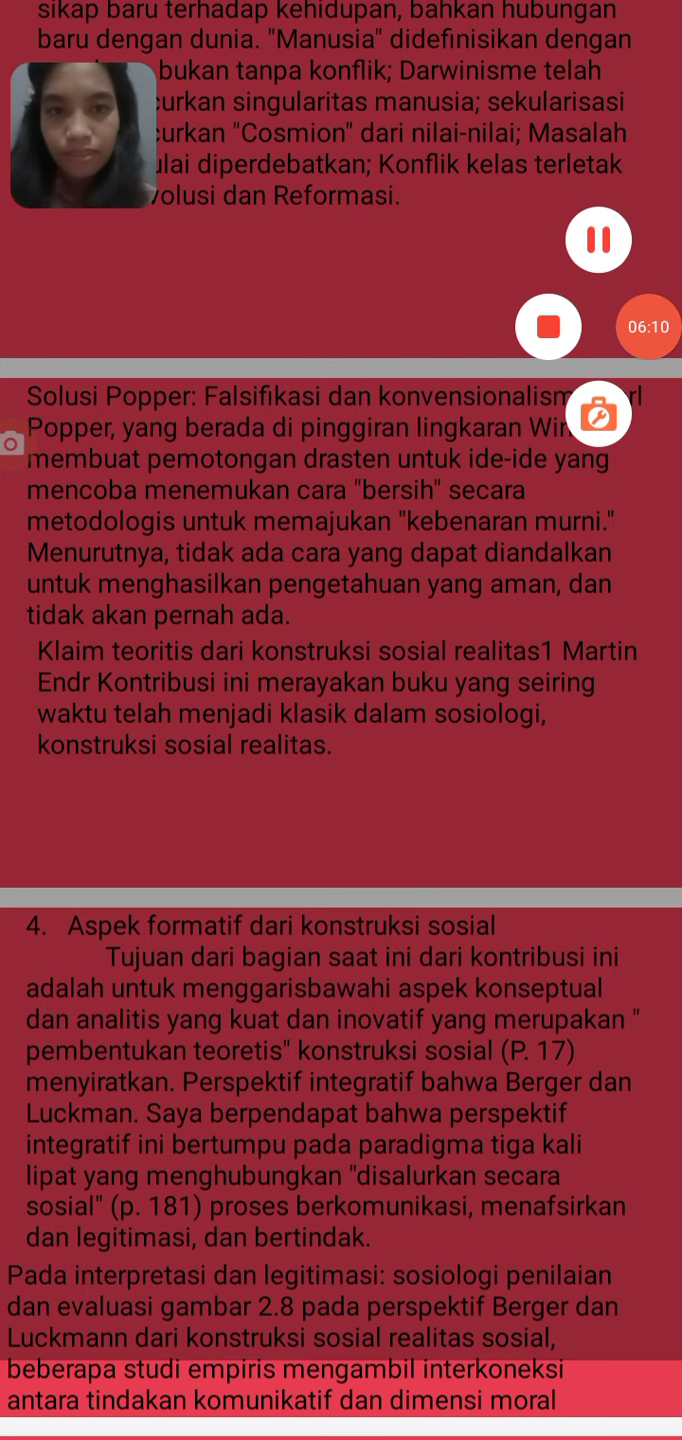 sikap baru terhadap kehidupan, bahkan hubungan
baru dengan dunia. "Manusia" didefinisikan dengan
bukan tanpa konflik; Darwinisme telah
curkan singularitas manusia; sekularisasi
curkan "Cosmion" dari nilai-nilai; Masalah
ulai diperdebatkan; Konflik kelas terletak
volusi dan Reformasi.
06:10
Solusi Popper: Falsifikasi dan konvensionalism rl
Popper, yang berada di pinggiran lingkaran Win
membuat pemotongan drasten untuk ide-ide yang
mencoba menemukan cara "bersih" secara
metodologis untuk memajukan "kebenaran murni."
Menurutnya, tidak ada cara yang dapat diandalkan
untuk menghasilkan pengetahuan yang aman, dan
tidak akan pernah ada.
Klaim teoritis dari konstruksi sosial realitas1 Martin
Endr Kontribusi ini merayakan buku yang seiring
waktu telah menjadi klasik dalam sosiologi,
konstruksi sosial realitas.
4. Aspek formatif dari konstruksi sosial
Tujuan dari bagian saat ini dari kontribusi ini
adalah untuk menggarisbawahi aspek konseptual
dan analitis yang kuat dan inovatif yang merupakan "
pembentukan teoretis" konstruksi sosial (P. 17)
menyiratkan. Perspektif integratif bahwa Berger dan
Luckman. Saya berpendapat bahwa perspektif
integratif ini bertumpu pada paradigma tiga kali
lipat yang menghubungkan "disalurkan secara
sosial" (p. 181) proses berkomunikasi, menafsirkan
dan legitimasi, dan bertindak.
Pada interpretasi dan legitimasi: sosiologi penilaian
dan evaluasi gambar 2.8 pada perspektif Berger dan
Luckmann dari konstruksi sosial realitas sosial,
beberapa studi empiris mengambil interkoneksi
antara tindakan komunikatif dan dimensi moral